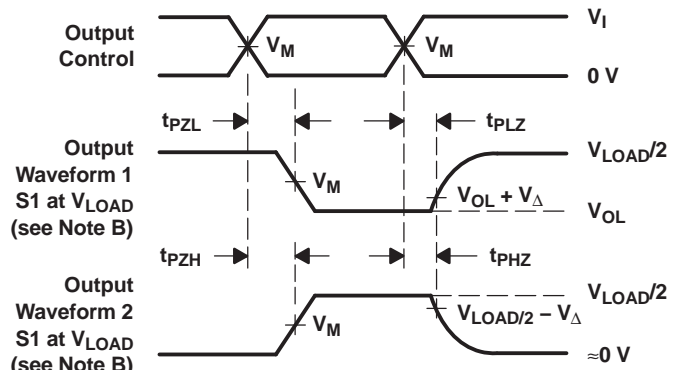 Output
Control
V_M
V_M
V_I
0 V
t_PZL
t_PLZ
Output
Waveform 1
S1 at V_LOAD
(see Note B)
V_M
V_OL + V_Δ
V_LOAD/2
V_OL
t_PZH
t_PHZ
Output
Waveform 2
S1 at V_LOAD
(see Note B)
V_M
V_LOAD/2 − V_Δ
V_LOAD/2
≈0 V